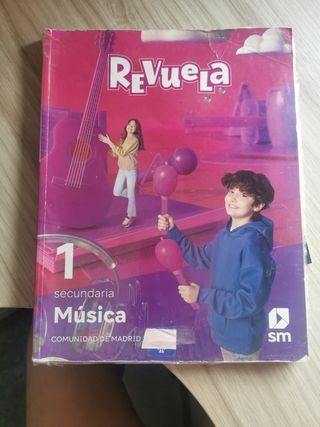 REVUELA
1
secundaria
Música
COMUNIDAD DE MADRID
sm